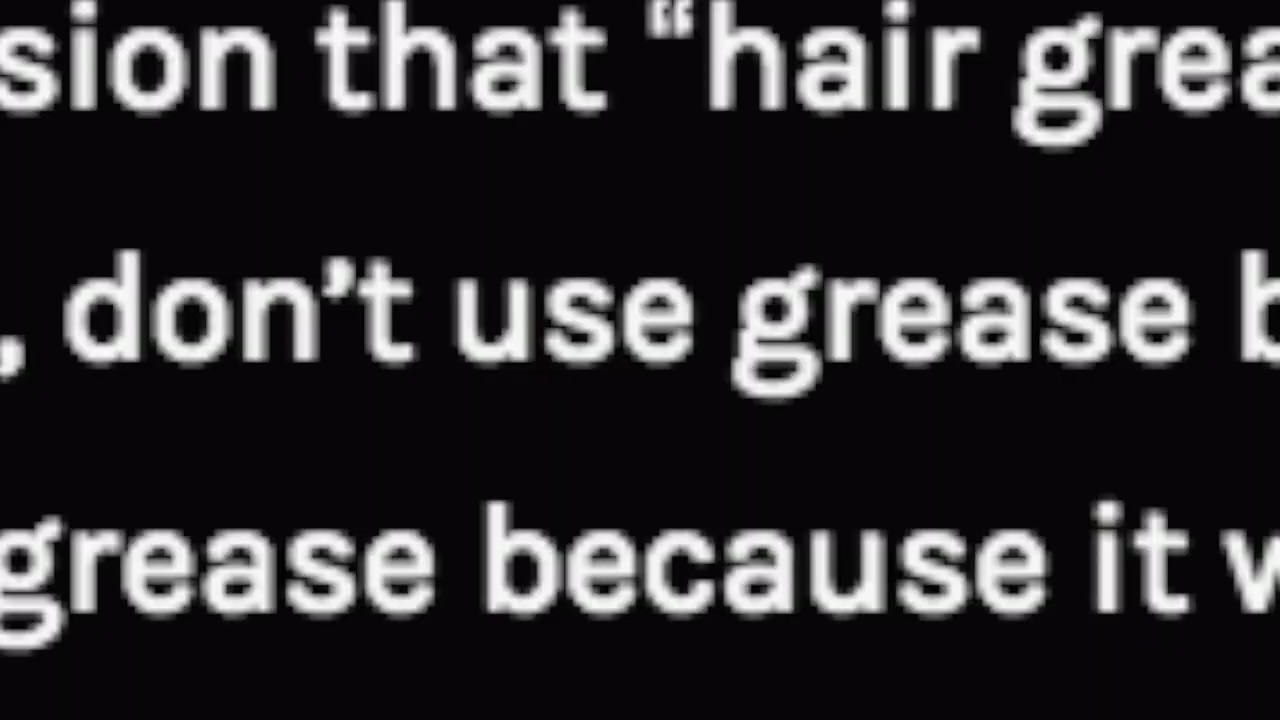 sion that “hair grea
, don’t use grease b
grease because it w